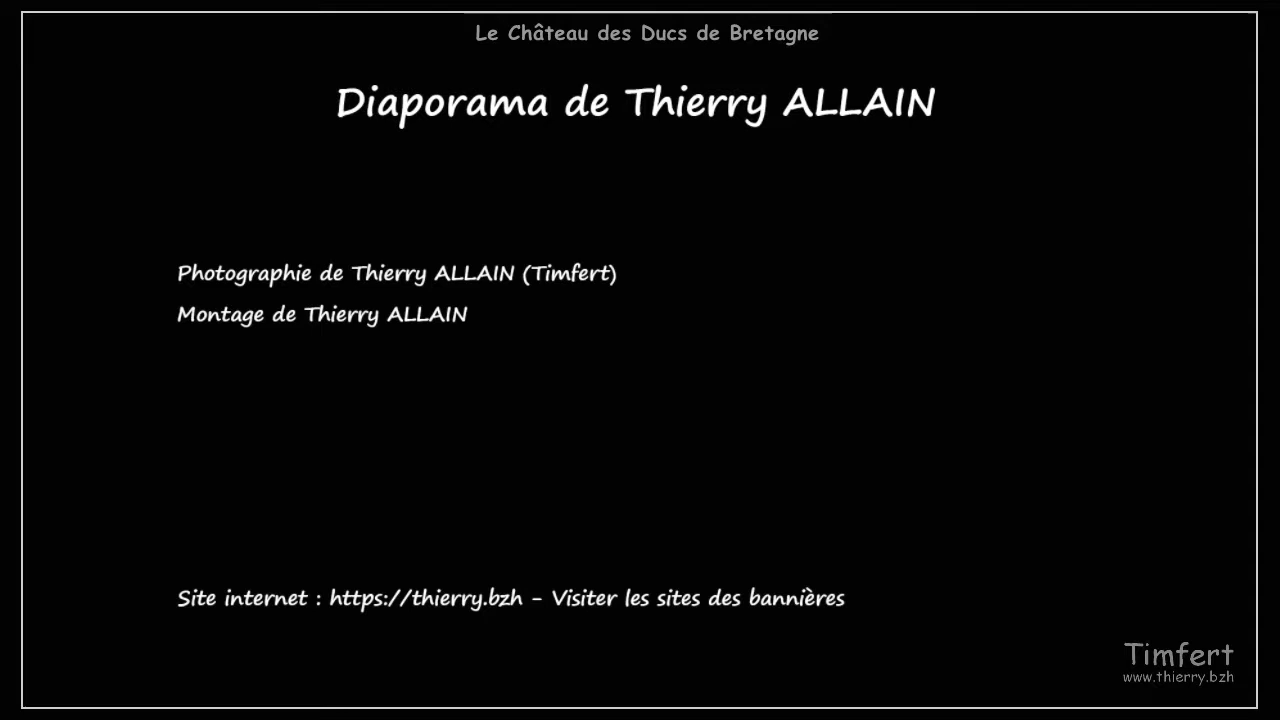 Le Château des Ducs de Bretagne
Diaporama de Thierry ALLAIN
Photographie de Thierry ALLAIN (Timfert)
Montage de Thierry ALLAIN
Site internet : https://thierry.bzh - Visiter les sites des bannières
Timfert
www.thierry.bzh